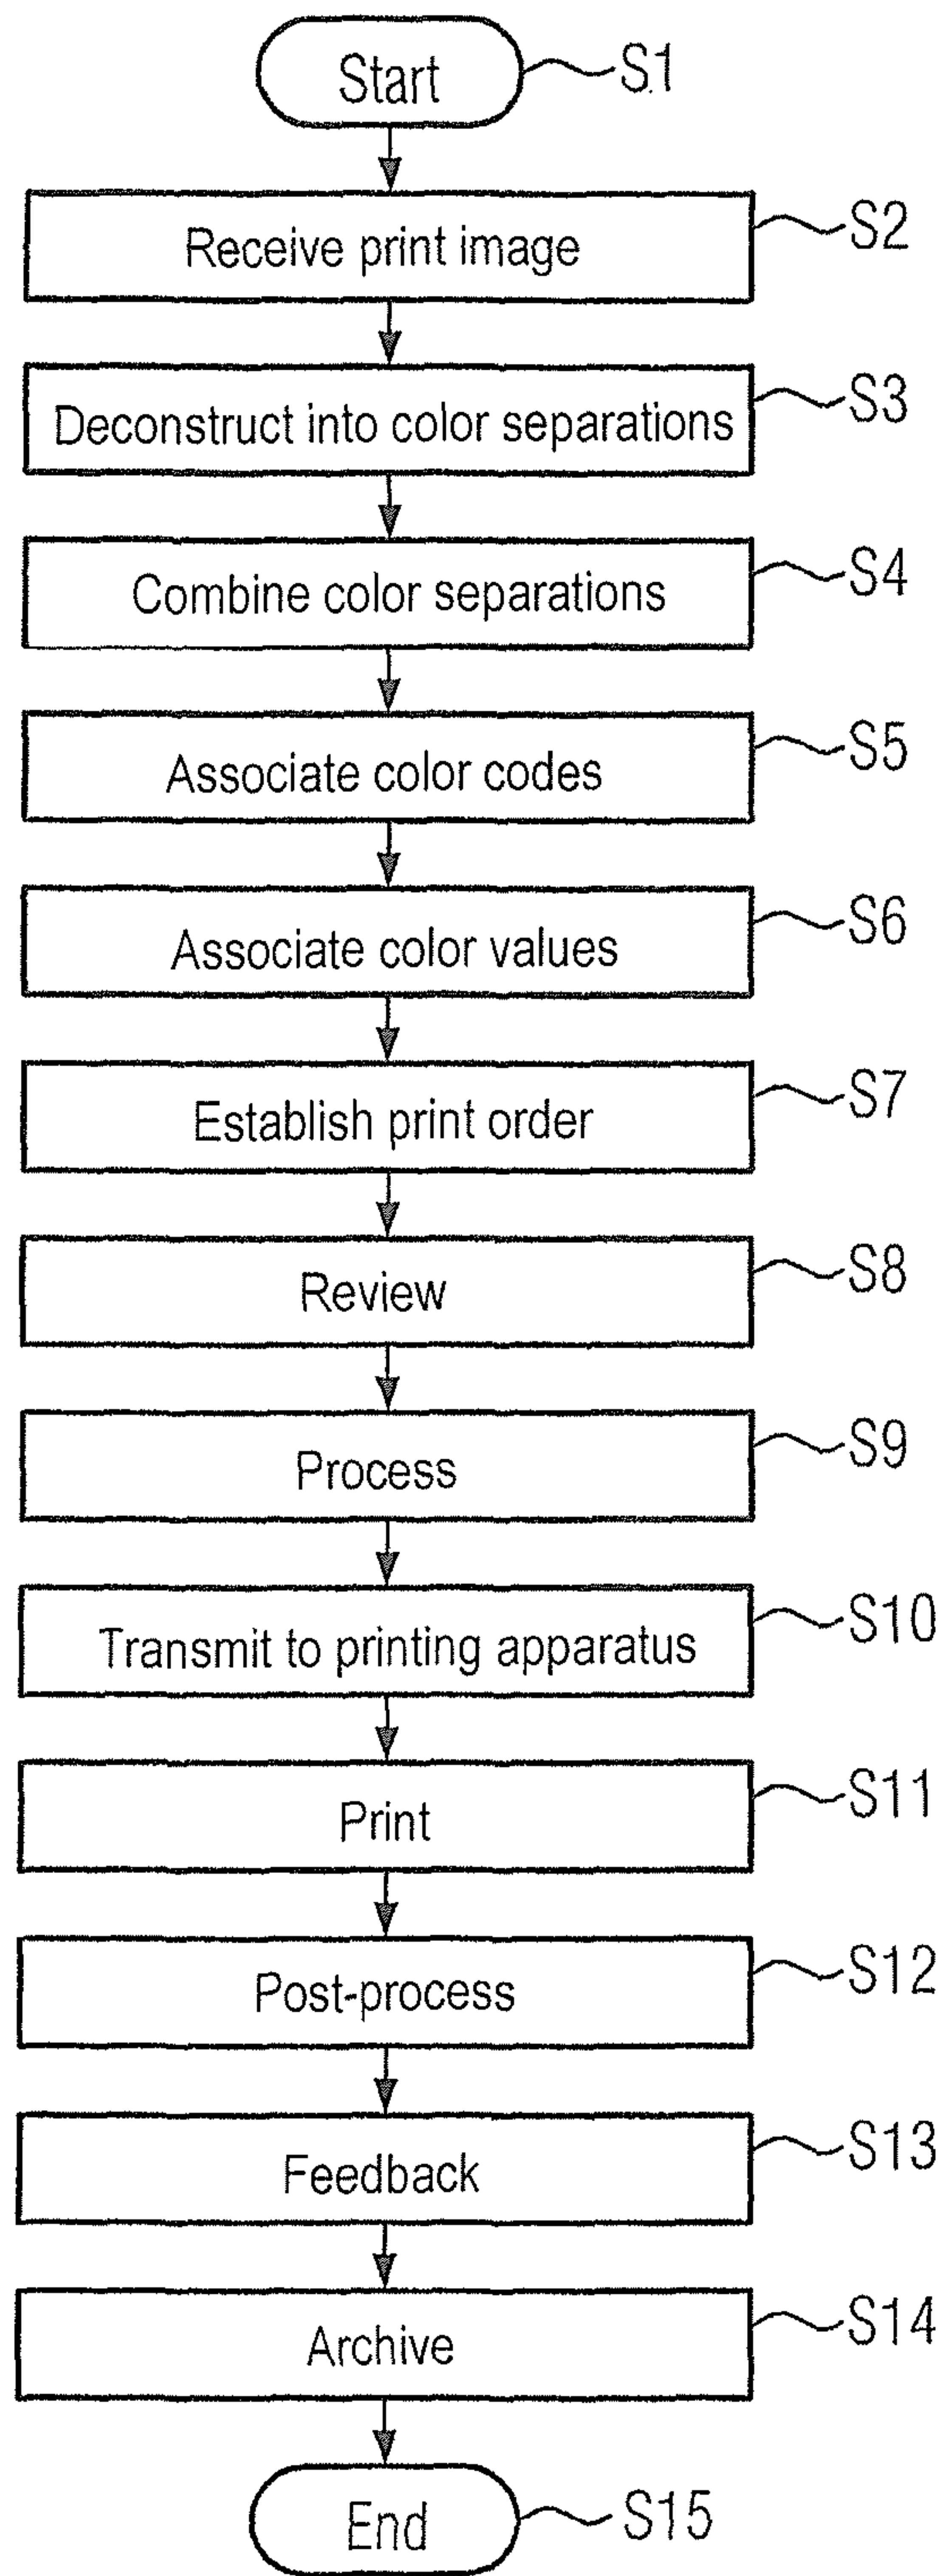 Start S1
Receive print image S2
Deconstruct into color separations S3
Combine color separations S4
Associate color codes S5
Associate color values S6
Establish print order S7
Review S8
Process S9
Transmit to printing apparatus S10
Print S11
Post-process S12
Feedback S13
Archive S14
End S15